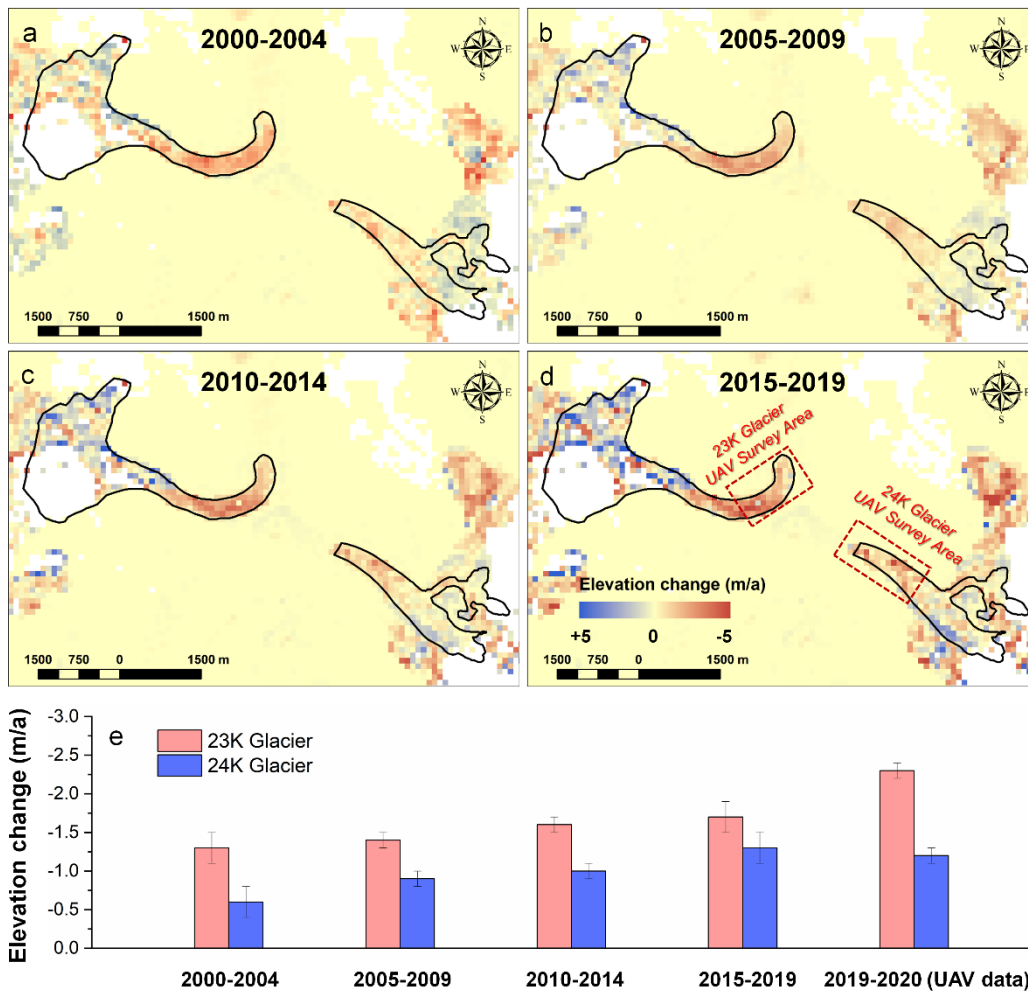 a
2000-2004
N
W E
S
1500 750 0 1500 m
b
2005-2009
N
W E
S
1500 750 0 1500 m
c
2010-2014
N
W E
S
1500 750 0 1500 m
d
2015-2019
N
W E
S
23K Glacier
UAV Survey Area
24K Glacier
UAV Survey Area
Elevation change (m/a)
+5 0 -5
1500 750 0 1500 m
e
23K Glacier
24K Glacier
Elevation change (m/a)
-3.0
-2.5
-2.0
-1.5
-1.0
-0.5
0.0
2000-2004 2005-2009 2010-2014 2015-2019 2019-2020 (UAV data)